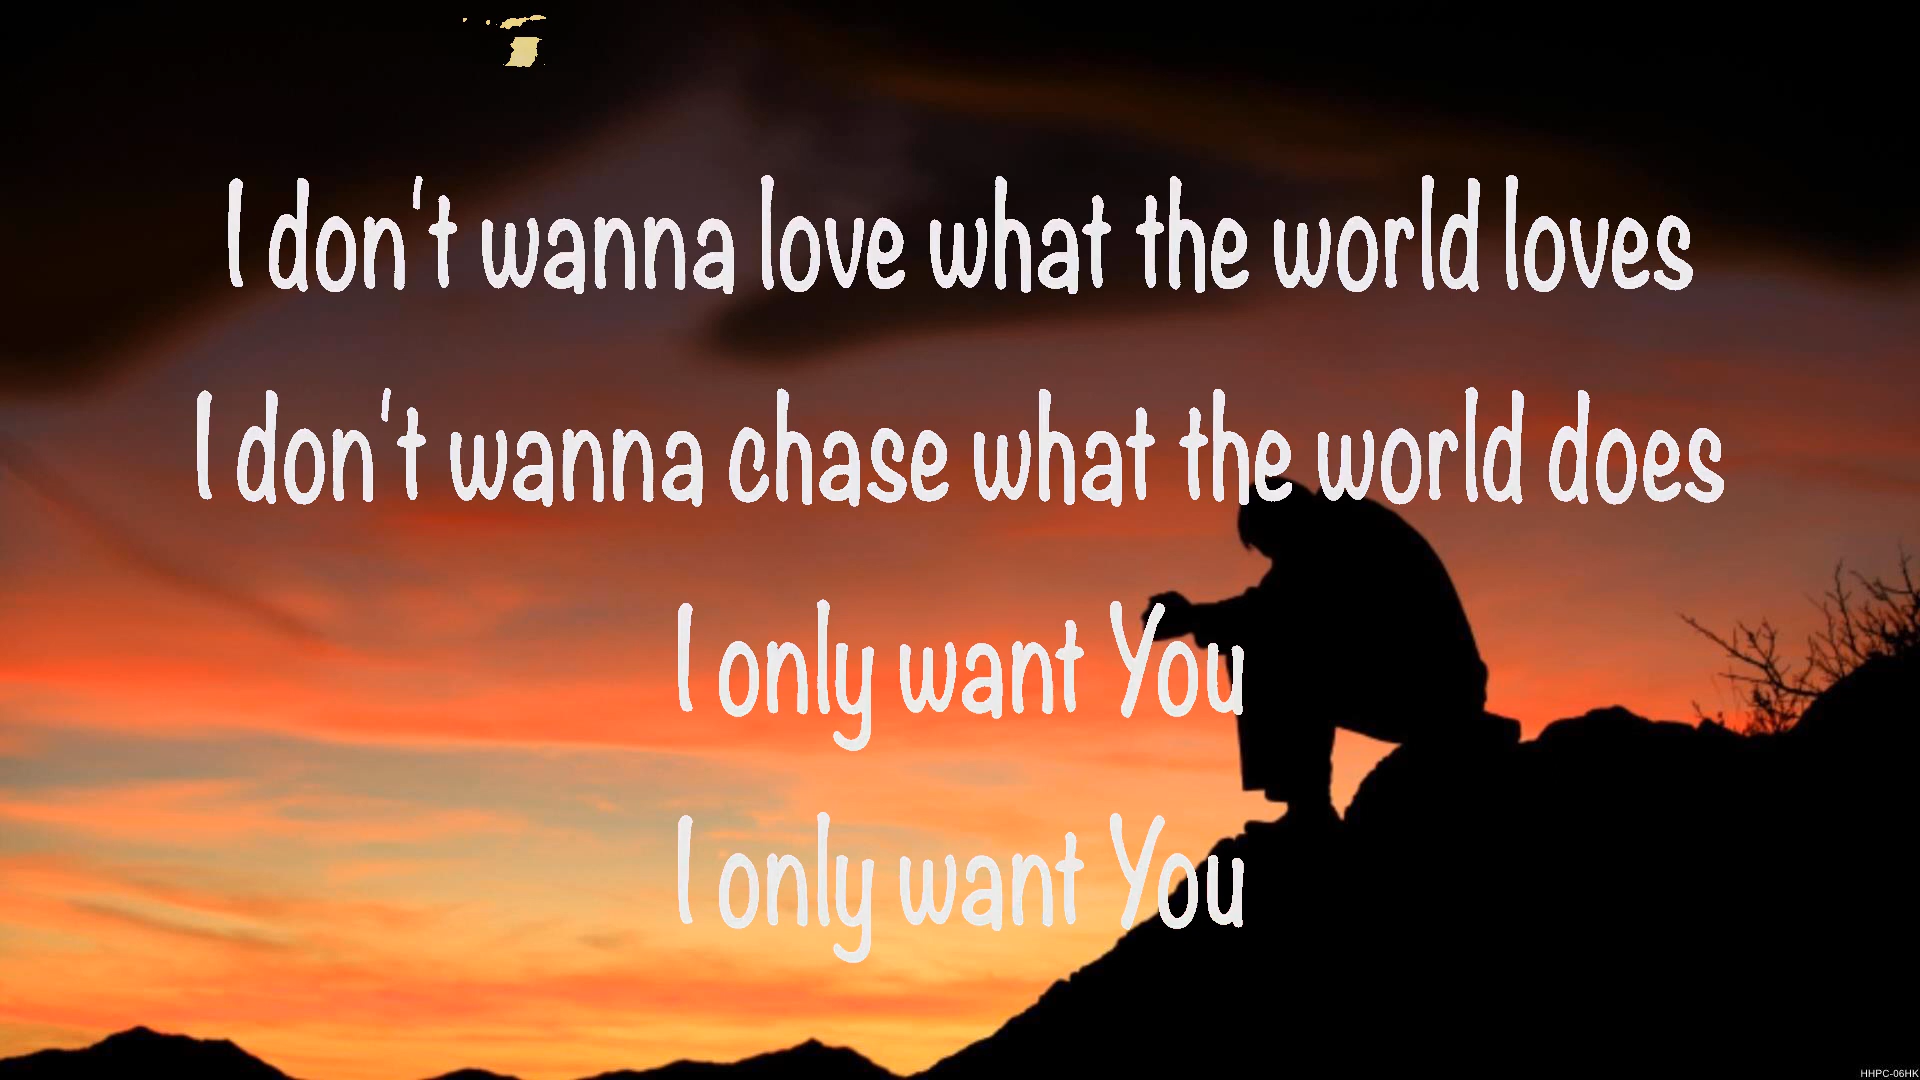 I don't wanna love what the world loves
I don't wanna chase what the world does
I only want You
I only want You
HHPC-06HK